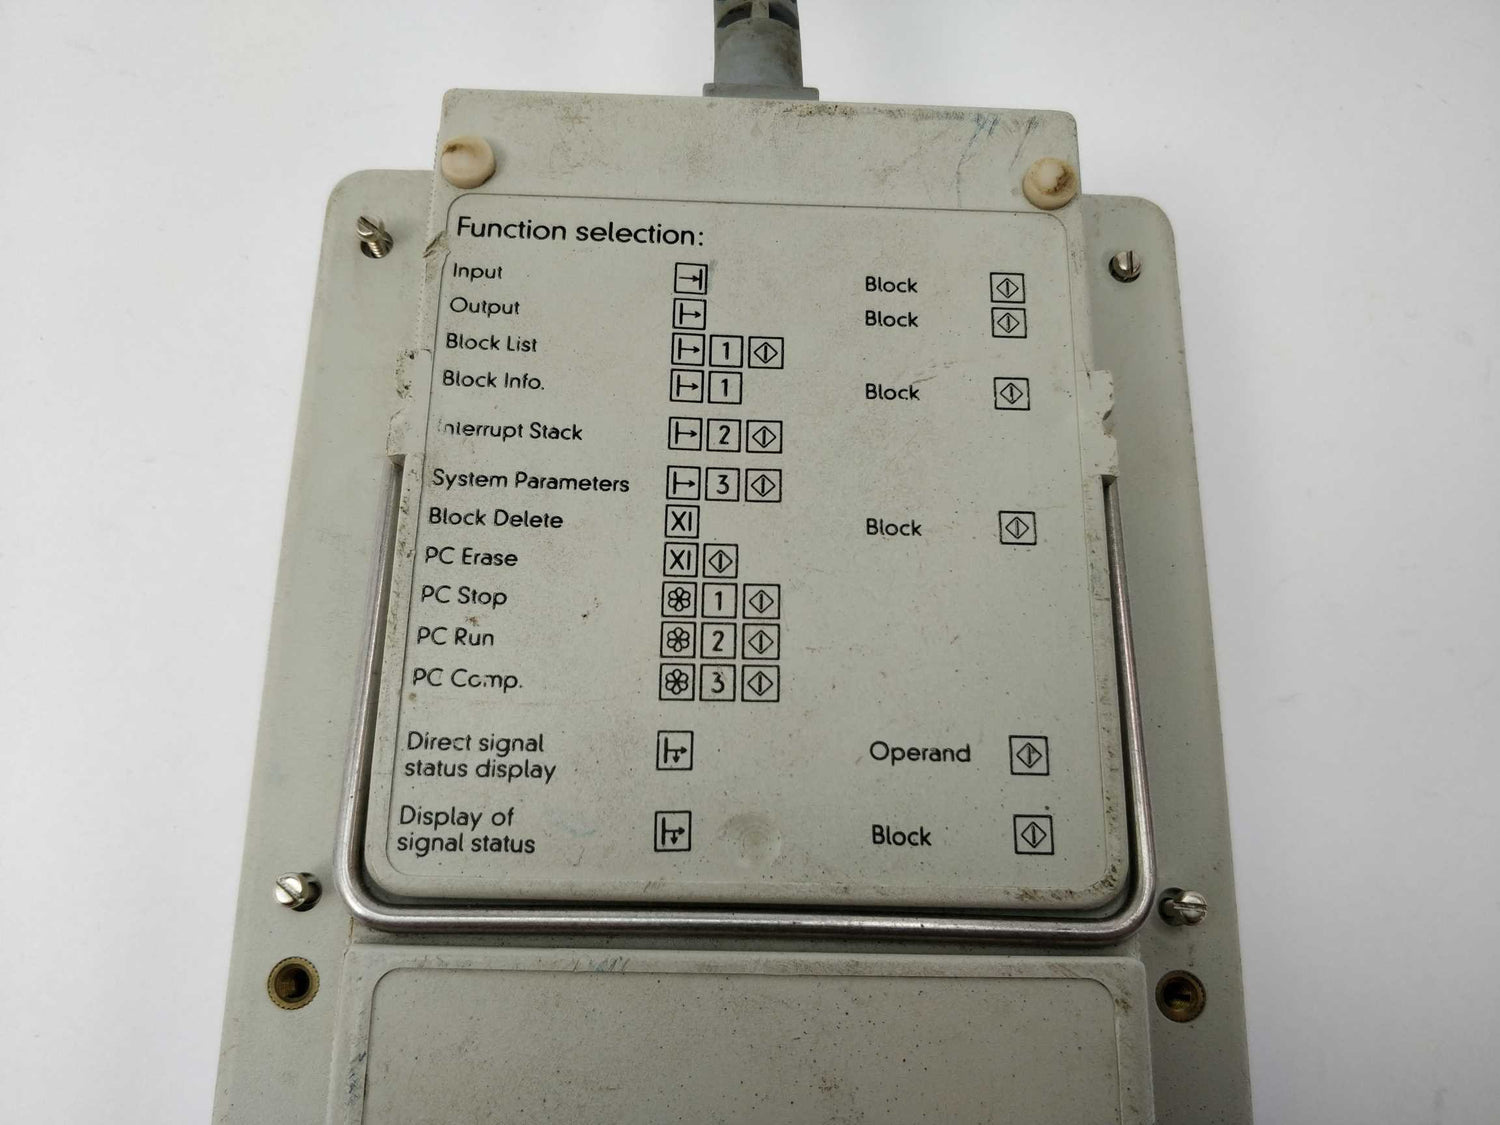 Function selection:
Input Block
Output Block
Block List 1
Block Info. 1 Block
Interrupt Stack 2
System Parameters 3
Block Delete XI Block
PC Erase XI
PC Stop 1
PC Run 2
PC Comp. 3
Direct signal
status display Operand
Display of
signal status Block